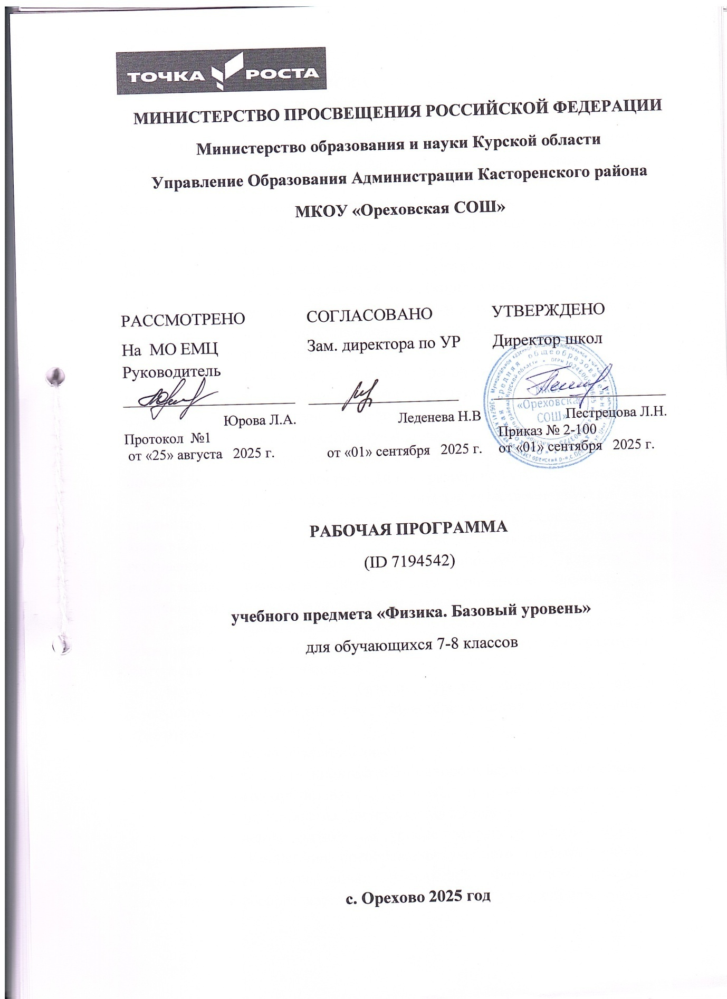 ТОЧКА РОСТА
МИНИСТЕРСТВО ПРОСВЕЩЕНИЯ РОССИЙСКОЙ ФЕДЕРАЦИИ
Министерство образования и науки Курской области
Управление Образования Администрации Касторенского района
МКОУ «Ореховская СОШ»
РАССМОТРЕНО
На МО ЕМЦ
Руководитель
Юрова Л.А.
Протокол №1
от «25» августа 2025 г.
СОГЛАСОВАНО
Зам. директора по УР
Леденева Н.В
от «01» сентября 2025 г.
УТВЕРЖДЕНО
Директор школ
«Ореховская
СОШ»
Пестрецова Л.Н.
Приказ № 2-100
от «01» сентября 2025 г.
РАБОЧАЯ ПРОГРАММА
(ID 7194542)
учебного предмета «Физика. Базовый уровень»
для обучающихся 7-8 классов
с. Орехово 2025 год